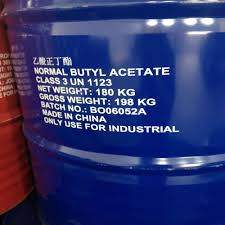 乙酸正丁酯
NORMAL BUTYL ACETATE
CLASS 3 UN 1123
NET WEIGHT: 180 KG
GROSS WEIGHT: 198 KG
BATCH NO.: BO06052A
MADE IN CHINA
ONLY USE FOR INDUSTRIAL